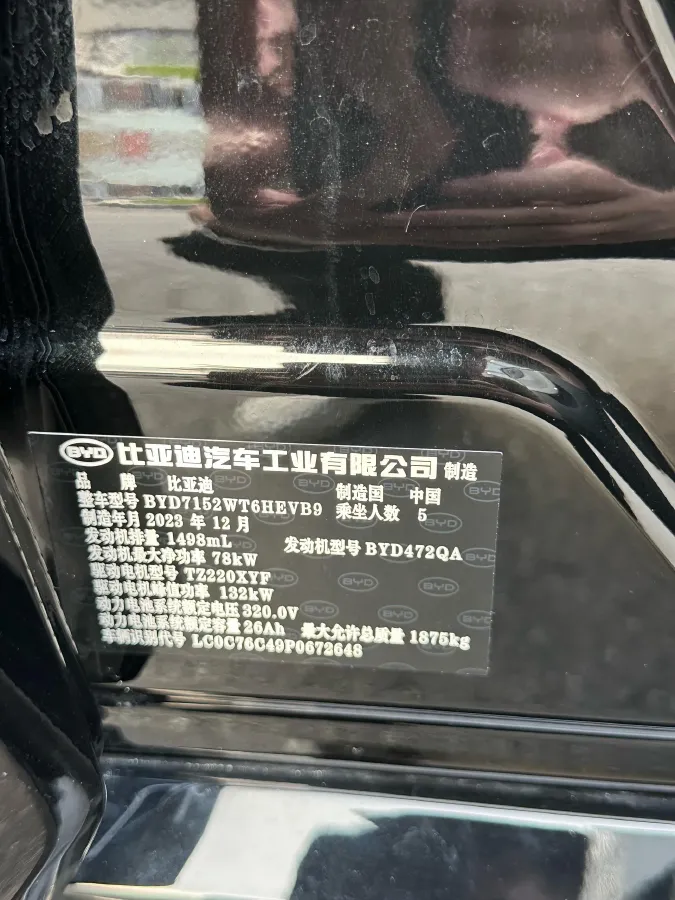 BYD 比亚迪汽车工业有限公司 制造
品 牌 比亚迪 制造国 中国
整车型号 BYD7152WT6HEVB9 乘坐人数 5
制造年月 2023 年 12 月
发动机排量 1498mL 发动机型号 BYD472QA
发动机最大净功率 78kW
驱动电机型号 TZ220XYF
驱动电机峰值功率 132kW
动力电池系统额定电压 320.0V
动力电池系统额定容量 26Ah 最大允许总质量 1875kg
车辆识别代号 LC0C76C49P0672648